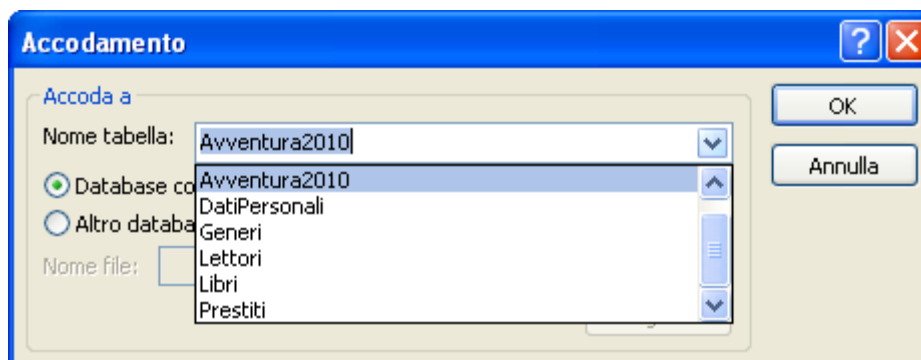 Accodamento
Accoda a
OK
Nome tabella: Avventura2010
Annulla
Database co
Avventura2010
DatiPersonali
Altro databa
Generi
Lettori
Nome file:
Libri
Prestiti